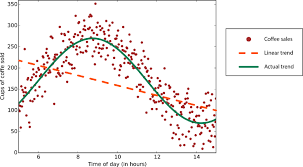 350
300
250
200
150
100
50
0
Cups of coffe sold
6
8
10
12
14
Time of day (in hours)
Coffee sales
Linear trend
Actual trend